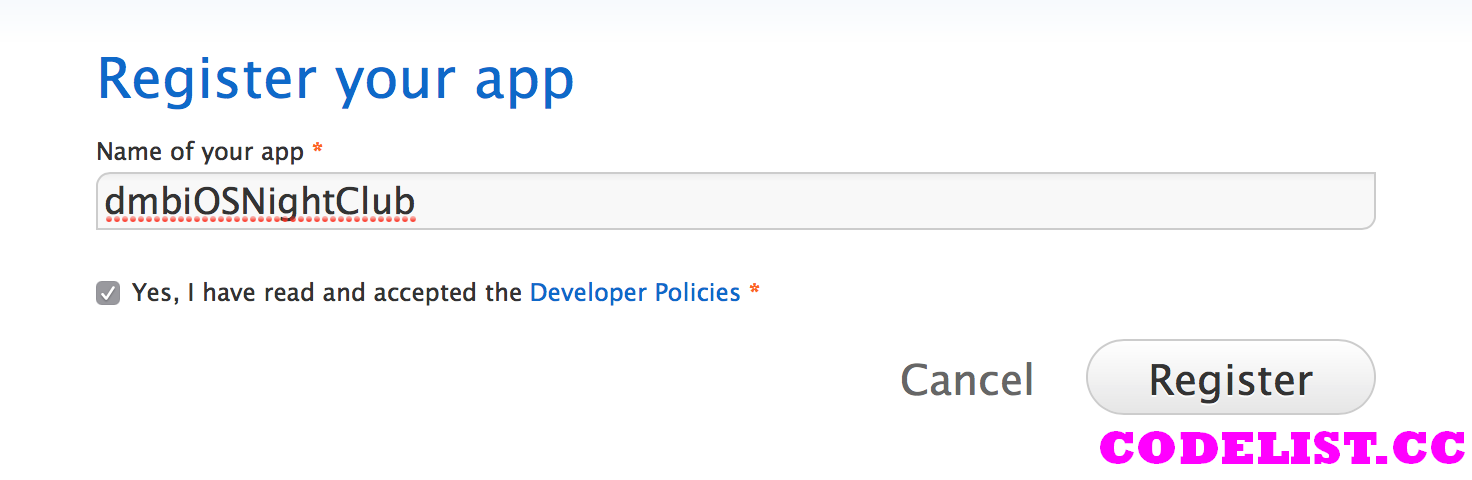 Register your app
Name of your app *
dmbiOSNightClub
Yes, I have read and accepted the Developer Policies *
Cancel
Register
CODELIST.CC